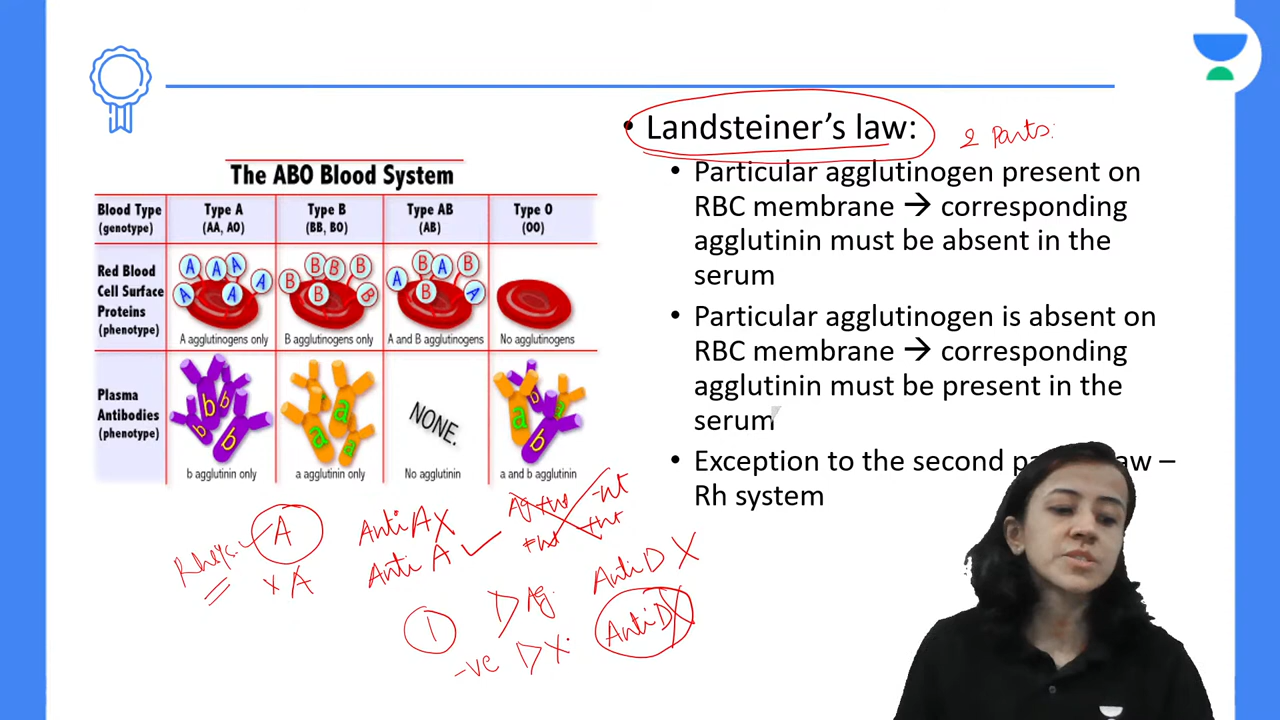 Landsteiner's law:
2 Parts:
Particular agglutinogen present on
RBC membrane → corresponding
agglutinin must be absent in the
serum
Particular agglutinogen is absent on
RBC membrane → corresponding
agglutinin must be present in the
serum
Exception to the second law –
Rh system
The ABO Blood System
Blood Type (genotype)
Type A (AA, AO)
Type B (BB, BO)
Type AB (AB)
Type O (OO)
Red Blood Cell Surface Proteins (phenotype)
A A A A A A
A agglutinogens only
B B B B B B
B agglutinogens only
A B A B B A
A and B agglutinogens
No agglutinogens
Plasma Antibodies (phenotype)
b b b b
b agglutinin only
a a a
a agglutinin only
NONE.
No agglutinin
a b b a
a and b agglutinin
A
x A
Anti A X
Anti A ✓
D Ag.
Anti D X
-ve D X
Anti D X